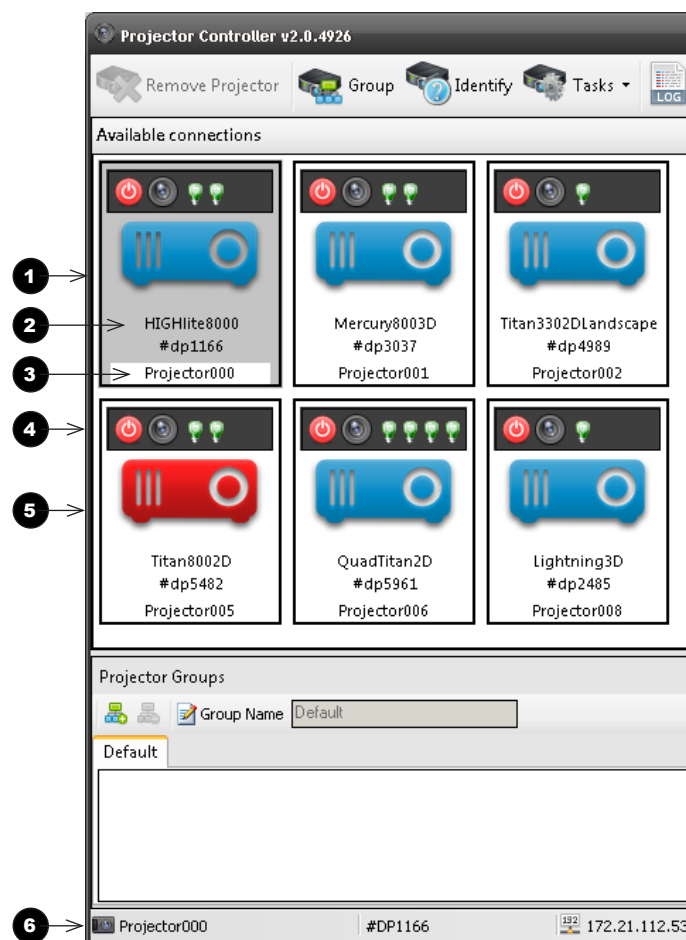 Projector Controller v2.0.4926
Remove Projector Group Identify Tasks LOG
Available connections
1
2 HIGHlite8000 Mercury8003D Titan3302DLandscape
#dp1166 #dp3037 #dp4989
3 Projector000 Projector001 Projector002
4
5
Titan8002D QuadTitan2D Lightning3D
#dp5482 #dp5961 #dp2485
Projector005 Projector006 Projector008
Projector Groups
Group Name Default
Default
6 Projector000 #DP1166 192 172.21.112.53